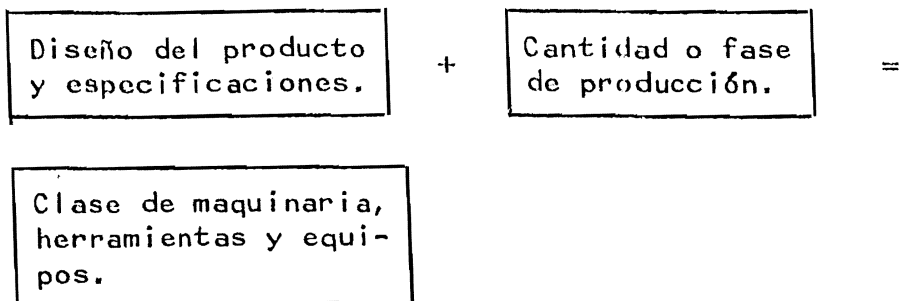 Diseño del producto
y especificaciones.
+
Cantidad o fase
de producción.
=
Clase de maquinaria,
herramientas y equi-
pos.